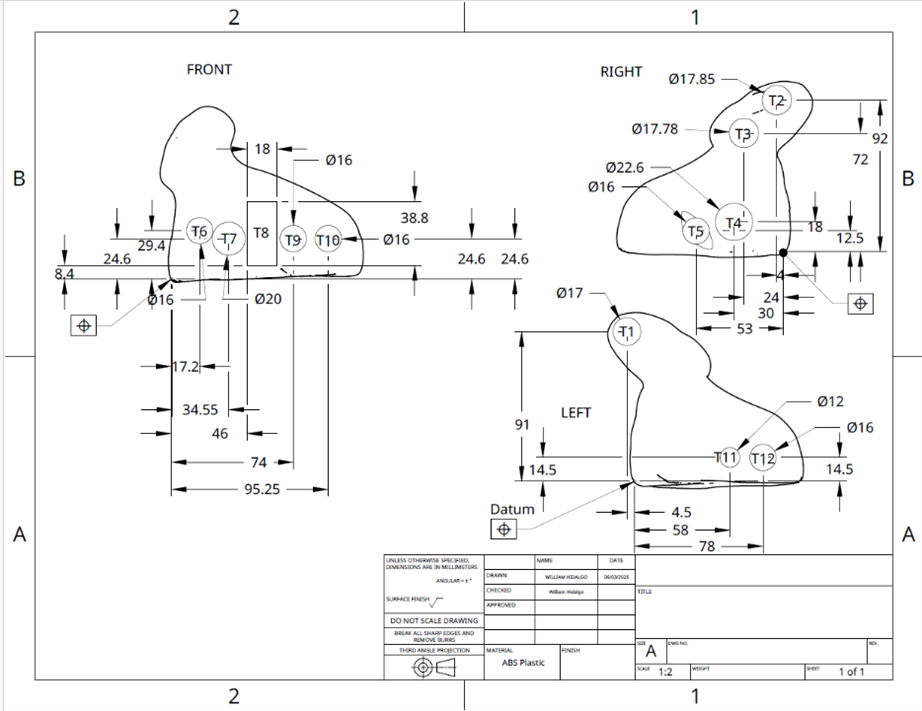 2
1
FRONT
RIGHT
Ø17.85
T2
18
Ø16
Ø17.78
T3
92
72
B
B
Ø22.6
Ø16
38.8
T6
T7
T8
T9
T10
Ø16
T5
T4
18
12.5
29.4
24.6
24.6
24.6
8.4
Ø16
Ø20
4
24
30
53
Ø17
T1
17.2
34.55
46
74
95.25
LEFT
91
Ø12
Ø16
T11
T12
14.5
14.5
Datum
4.5
58
78
A
A
UNLESS OTHERWISE SPECIFIED,
DIMENSIONS ARE IN MILLIMETERS
ANGULAR = ± °
SURFACE FINISH
DO NOT SCALE DRAWING
BREAK ALL SHARP EDGES AND
REMOVE BURRS
THIRD ANGLE PROJECTION
NAME
DATE
DRAWN
WILLIAM HIDALGO
CHECKED
William Hidalgo
APPROVED
MATERIAL
ABS Plastic
FINISH
TITLE
SIZE
A
DWG NO.
REV.
SCALE
1:2
WEIGHT
SHEET
1 of 1
2
1